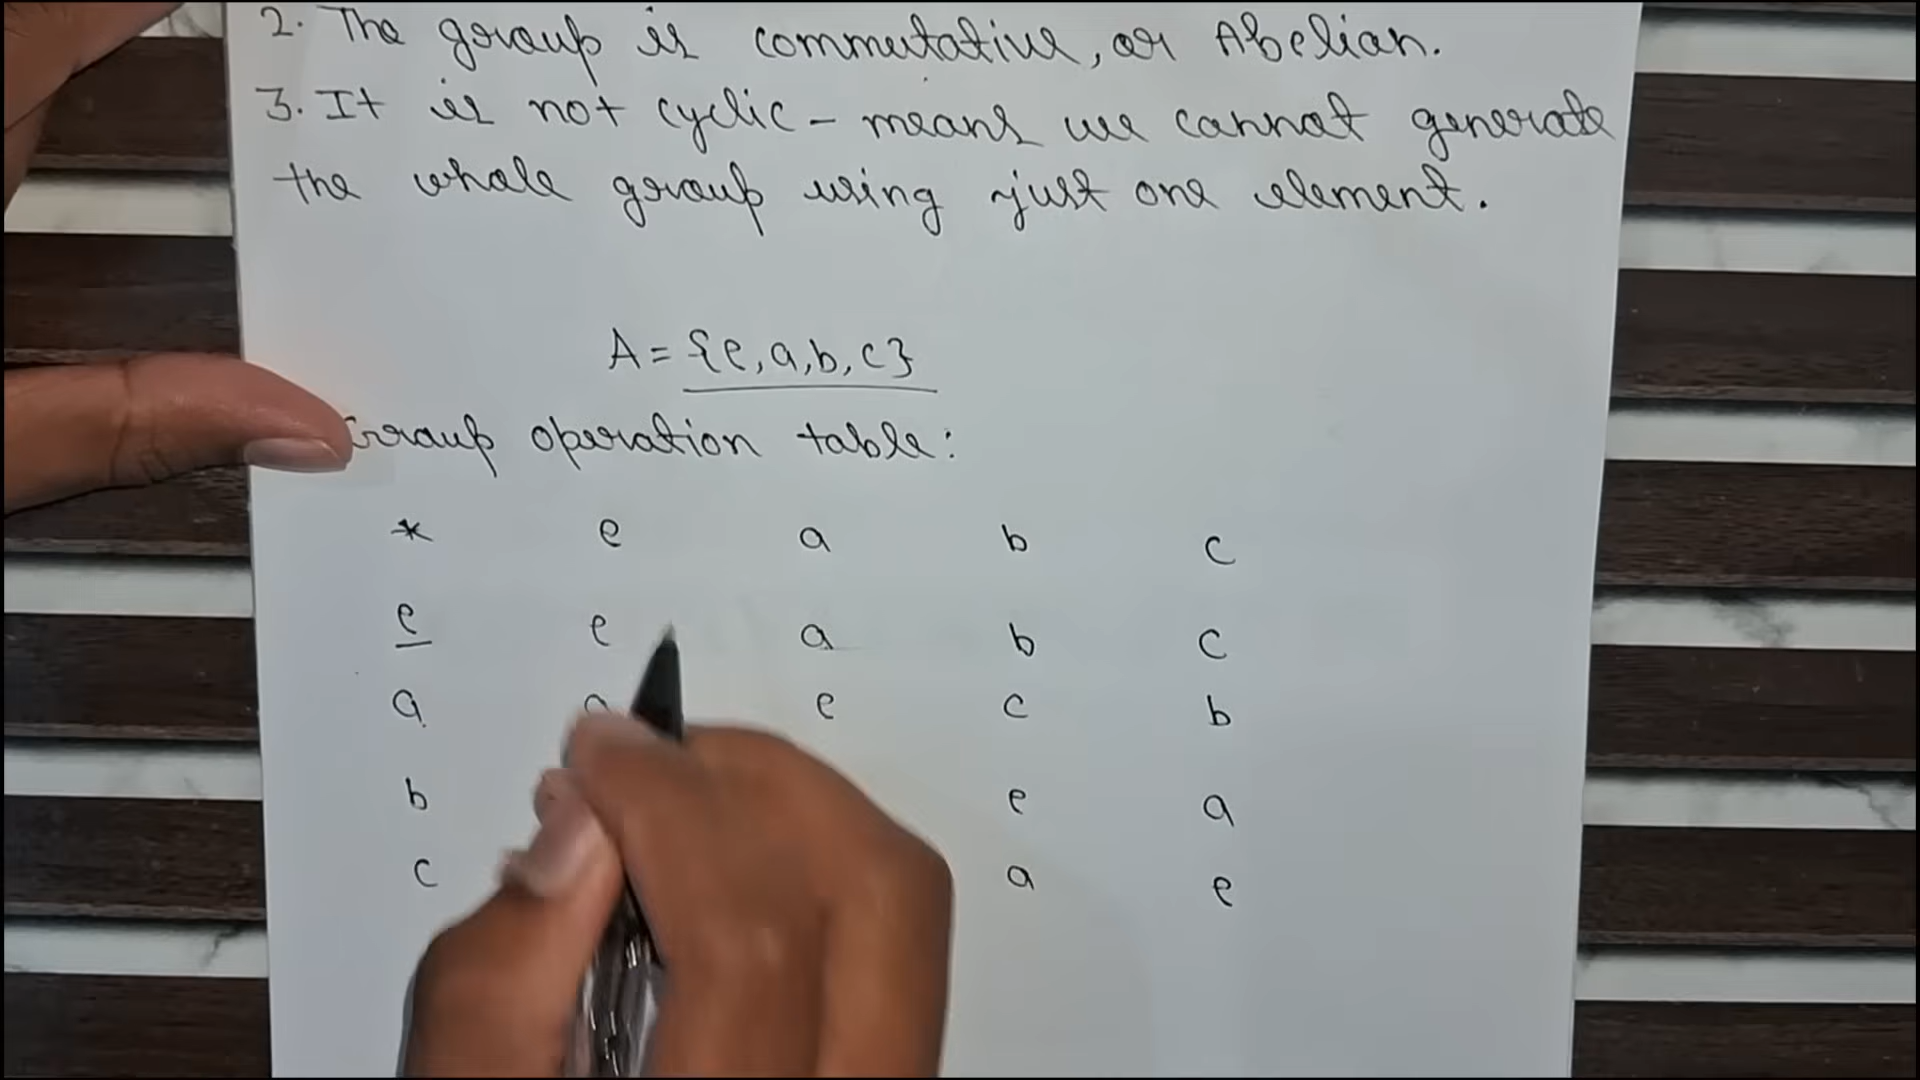 2. The group is commutative, or Abelian.
3. It is not cyclic - means we cannot generate
the whole group using just one element.
A = {e, a, b, c}
Group operation table:
* e a b c
e e a b c
a a e c b
b e a
c a e